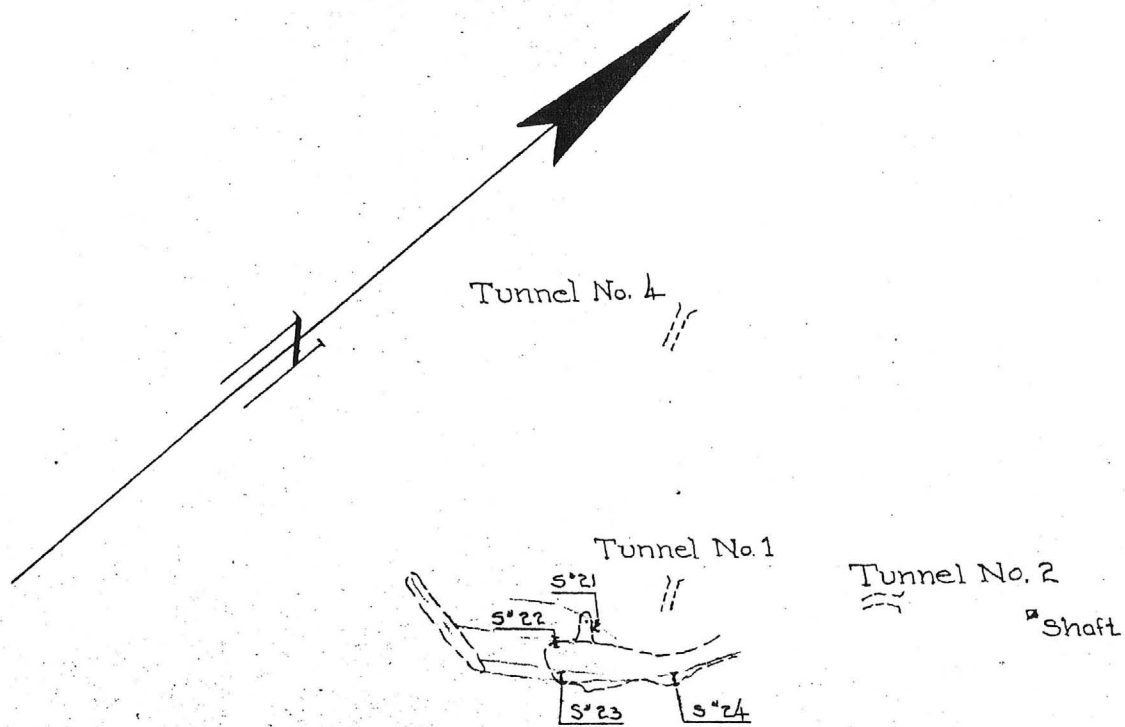 N
Tunnel No. 4
Tunnel No. 1
S#21
Tunnel No. 2
S#22
Shaft
S#23
S#24